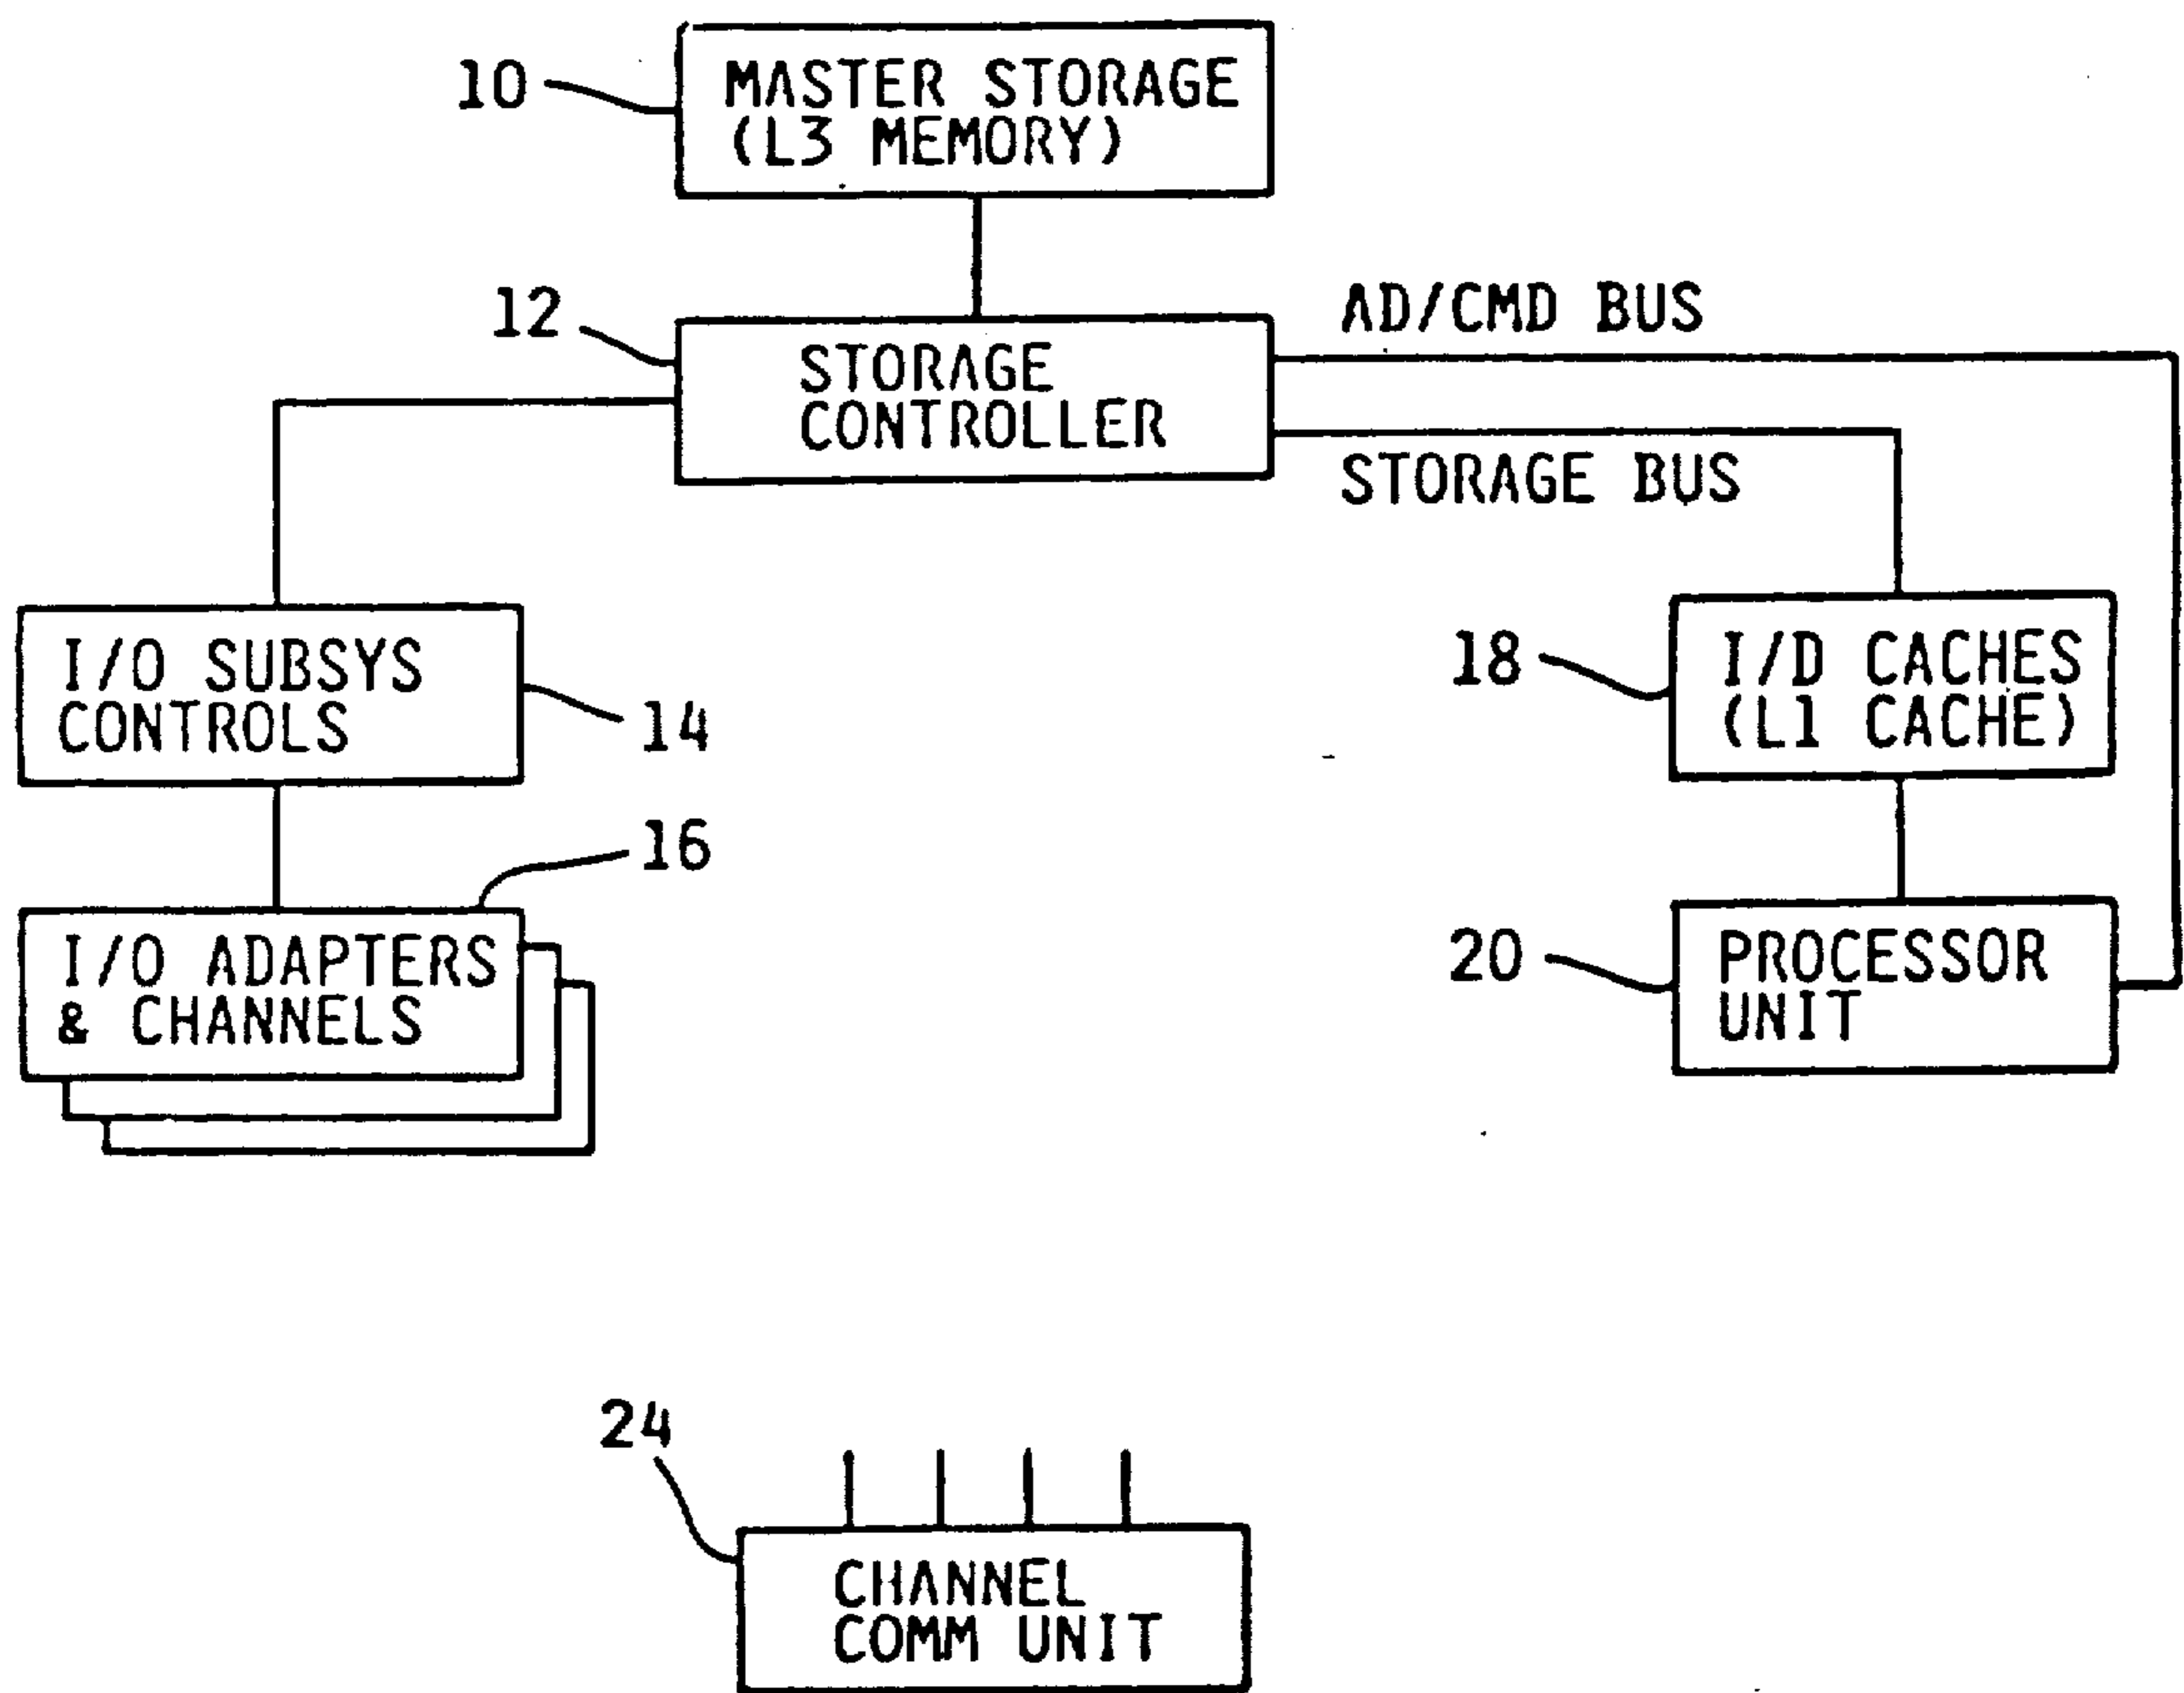 10
MASTER STORAGE
(L3 MEMORY)
12
STORAGE
CONTROLLER
AD/CMD BUS
STORAGE BUS
I/O SUBSYS
CONTROLS
14
18
I/D CACHES
(L1 CACHE)
16
I/O ADAPTERS
& CHANNELS
20
PROCESSOR
UNIT
24
CHANNEL
COMM UNIT